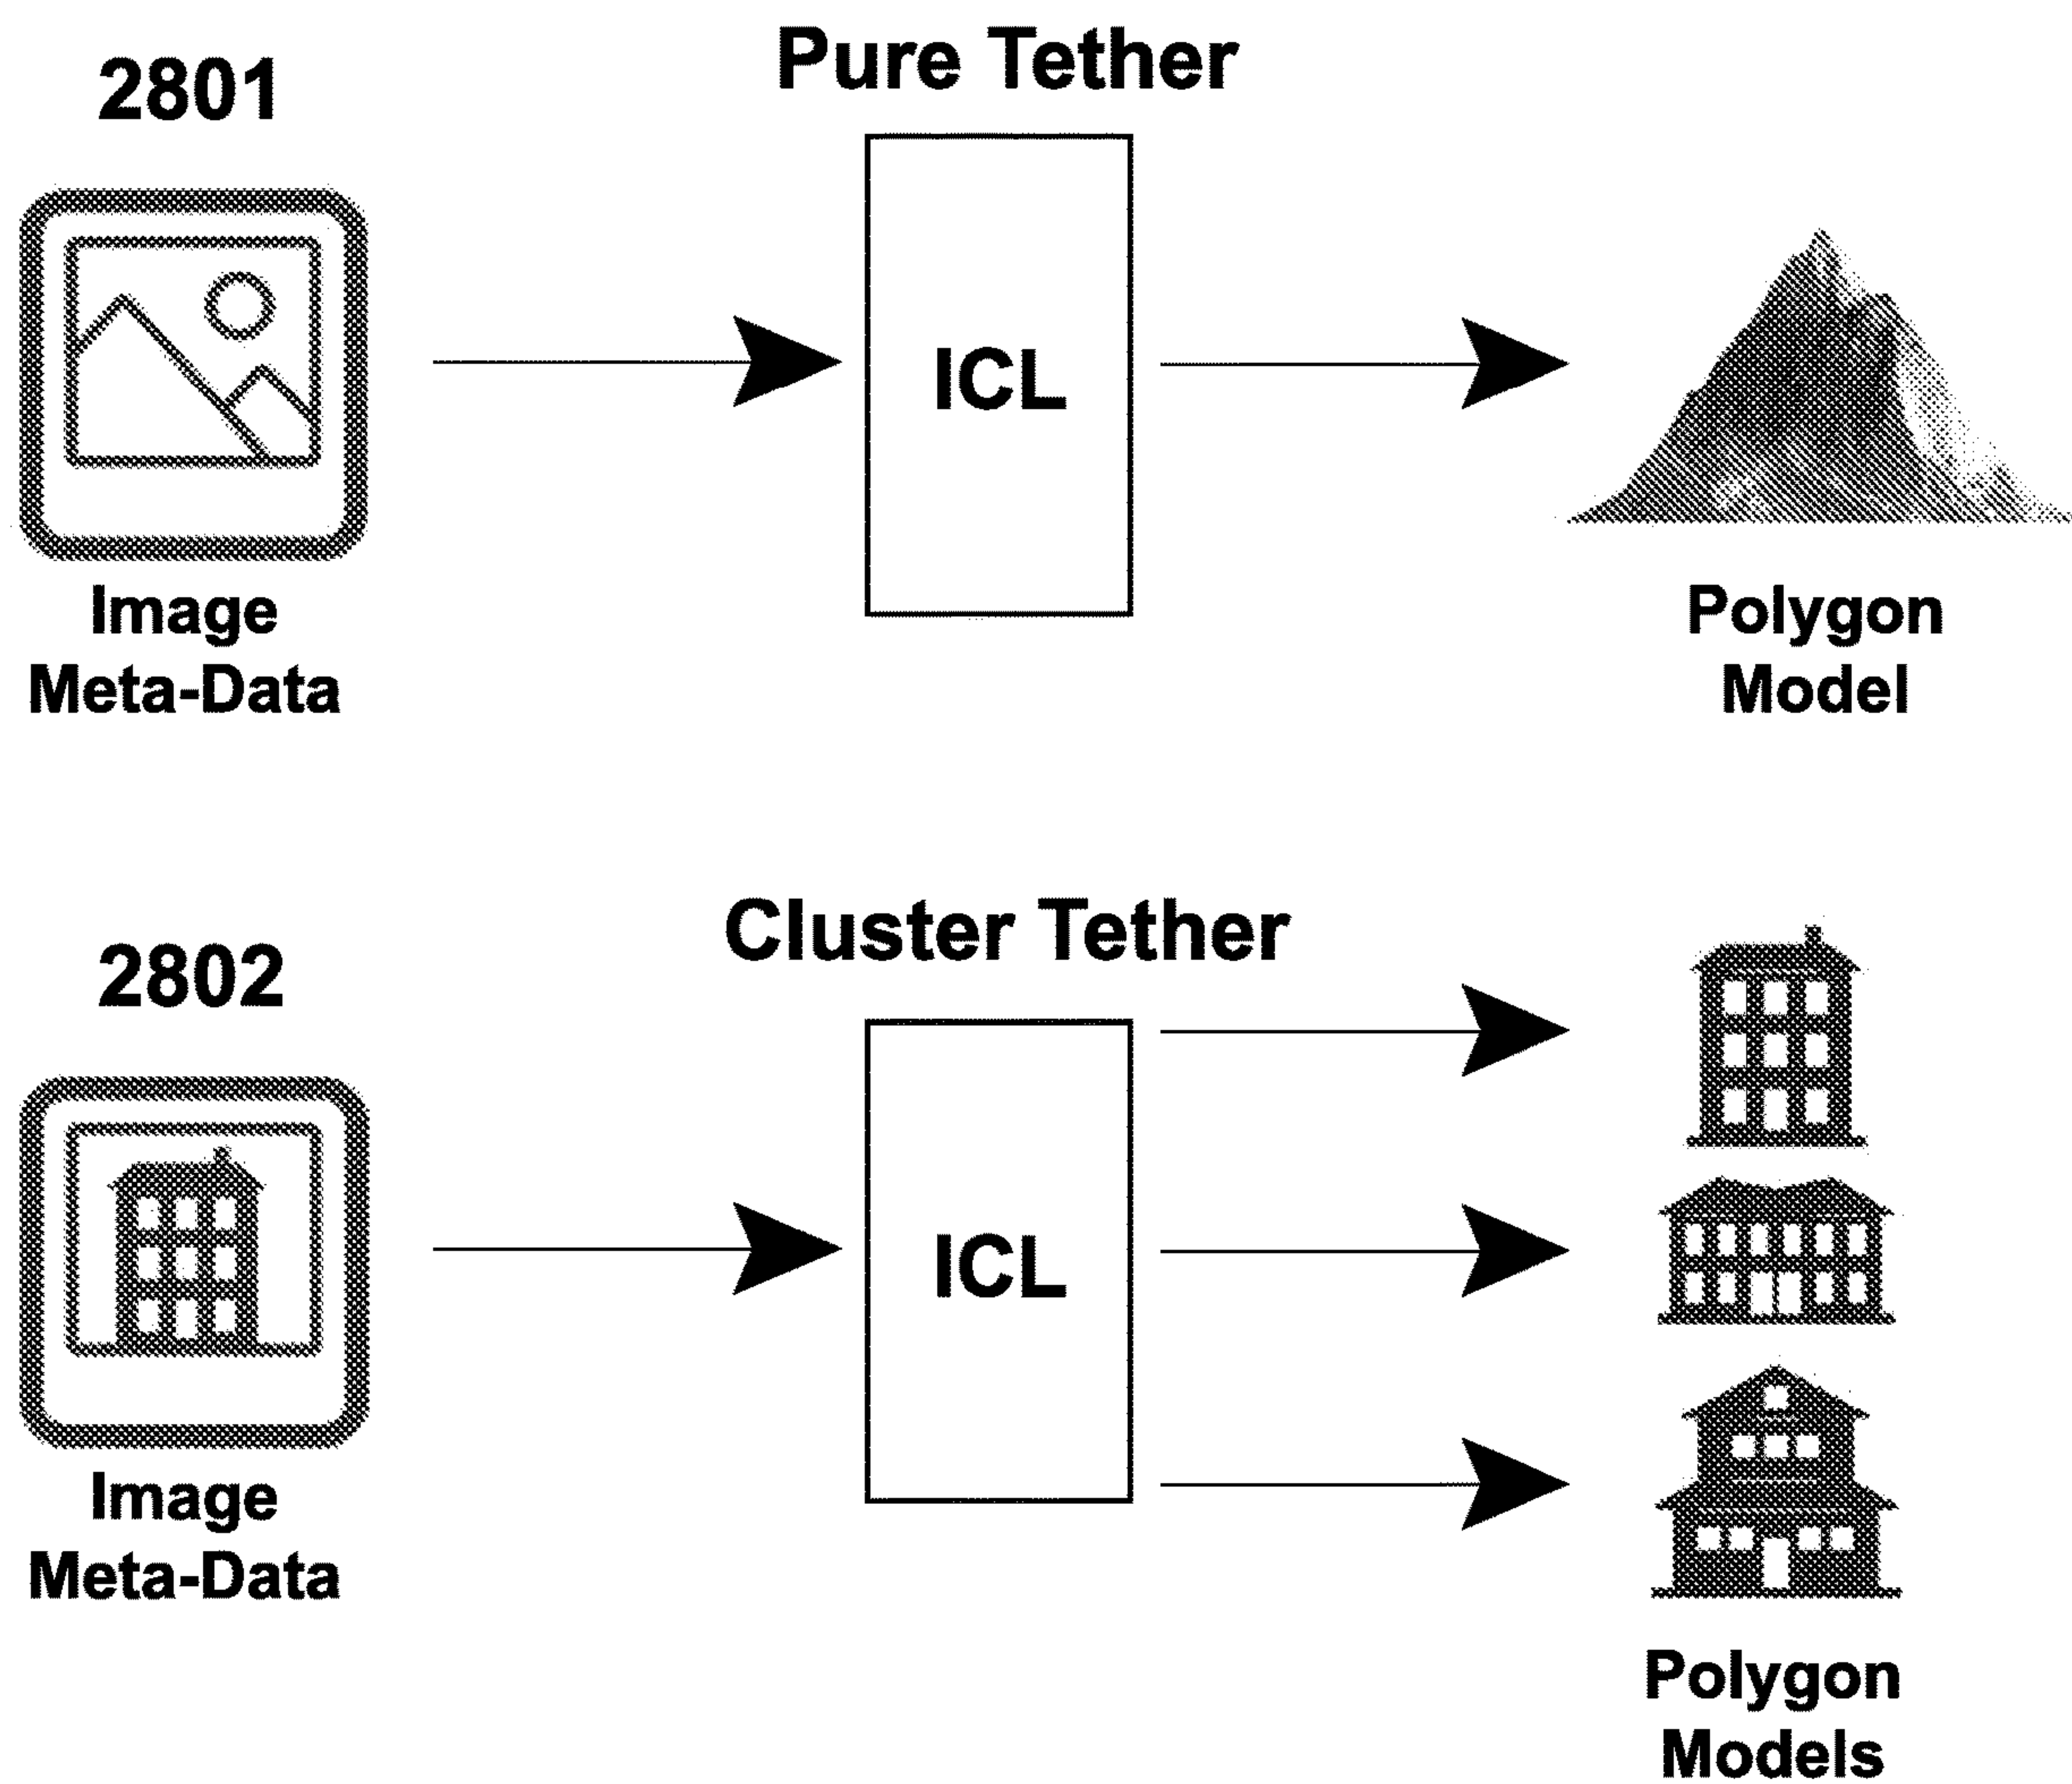 Pure Tether
2801
ICL
Image
Meta-Data
Polygon
Model
Cluster Tether
2802
ICL
Image
Meta-Data
Polygon
Models